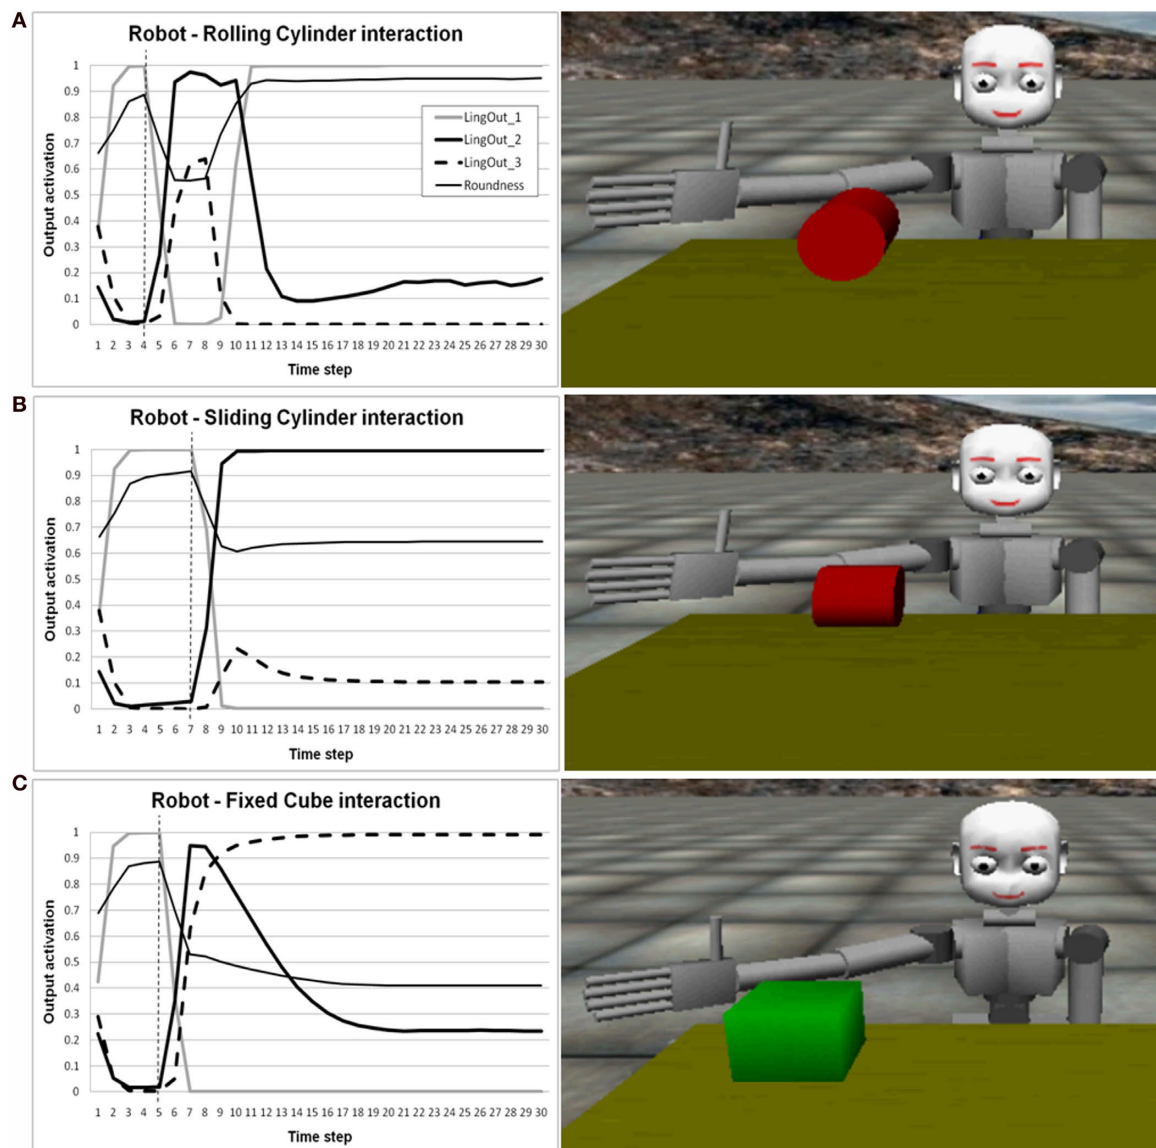 A
Robot - Rolling Cylinder interaction
1
0.9
0.8
0.7
0.6
0.5
0.4
0.3
0.2
0.1
0
Output activation
LingOut_1
LingOut_2
LingOut_3
Roundness
1 2 3 4 5 6 7 8 9 10 11 12 13 14 15 16 17 18 19 20 21 22 23 24 25 26 27 28 29 30
Time step
B
Robot - Sliding Cylinder interaction
1
0.9
0.8
0.7
0.6
0.5
0.4
0.3
0.2
0.1
0
Output activation
1 2 3 4 5 6 7 8 9 10 11 12 13 14 15 16 17 18 19 20 21 22 23 24 25 26 27 28 29 30
Time step
C
Robot - Fixed Cube interaction
1
0.9
0.8
0.7
0.6
0.5
0.4
0.3
0.2
0.1
0
Output activation
1 2 3 4 5 6 7 8 9 10 11 12 13 14 15 16 17 18 19 20 21 22 23 24 25 26 27 28 29 30
Time step